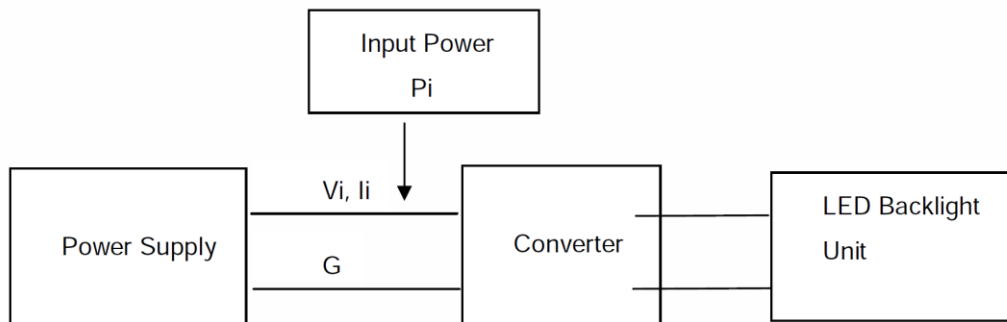 Input Power
Pi
Vi, Ii
Power Supply
G
Converter
LED Backlight
Unit